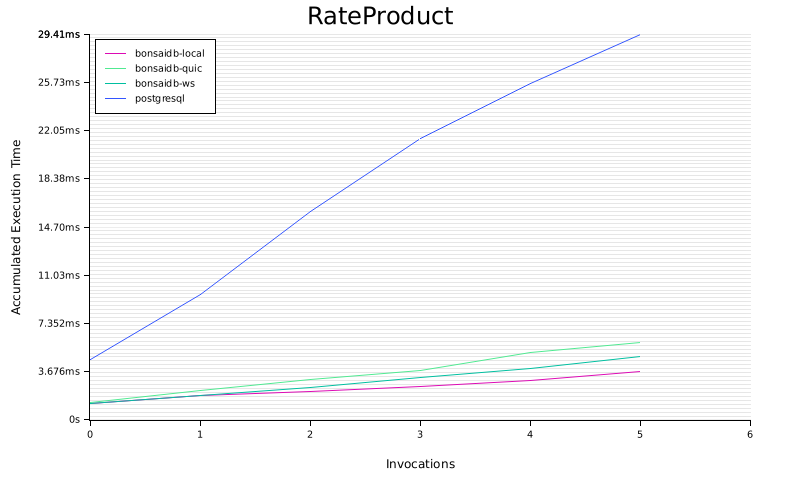 RateProduct
29.41ms
25.73ms
22.05ms
18.38ms
14.70ms
11.03ms
7.352ms
3.676ms
0s
Accumulated Execution Time
bonsaidb-local
bonsaidb-quic
bonsaidb-ws
postgresql
0 1 2 3 4 5 6
Invocations